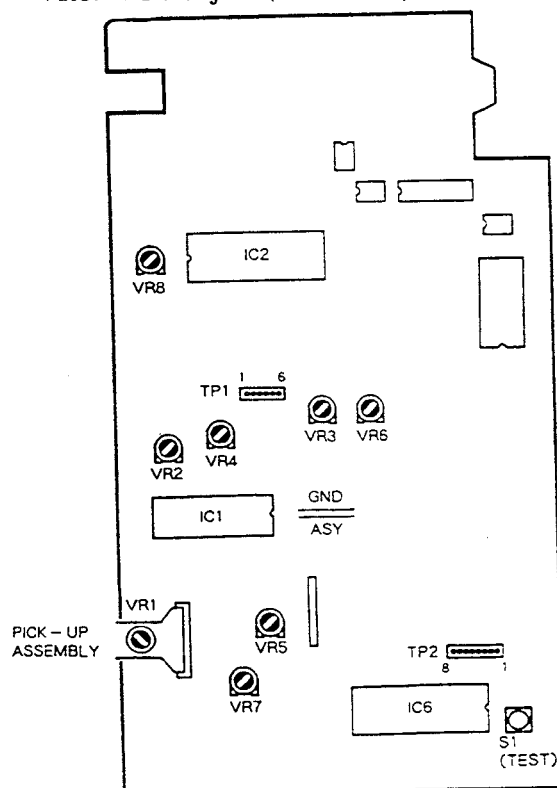 IC2
VR8
1 6
TP1
VR3 VR6
VR2 VR4
GND
IC1
ASY
VR1
PICK-UP
ASSEMBLY
VR5
TP2
8 1
VR7
IC6
S1
(TEST)